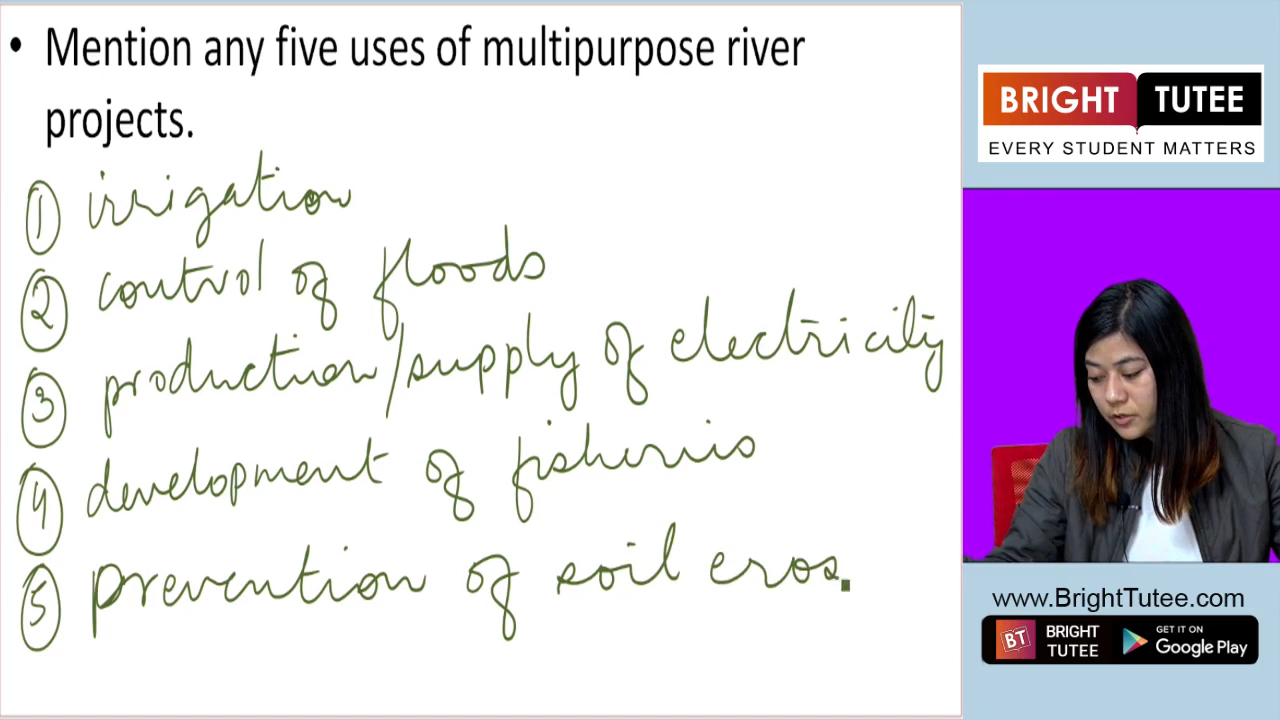 • Mention any five uses of multipurpose river
projects.
① irrigation
② control of floods
③ production/supply of electricity
④ development of fisheries
⑤ prevention of soil eros
BRIGHT TUTEE
EVERY STUDENT MATTERS
www.BrightTutee.com
BT BRIGHT TUTEE
GET IT ON
Google Play